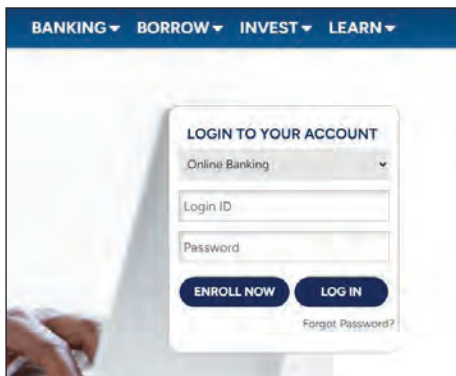 BANKING BORROW INVEST LEARN
LOGIN TO YOUR ACCOUNT
Online Banking
Login ID
Password
ENROLL NOW LOG IN
Forgot Password?